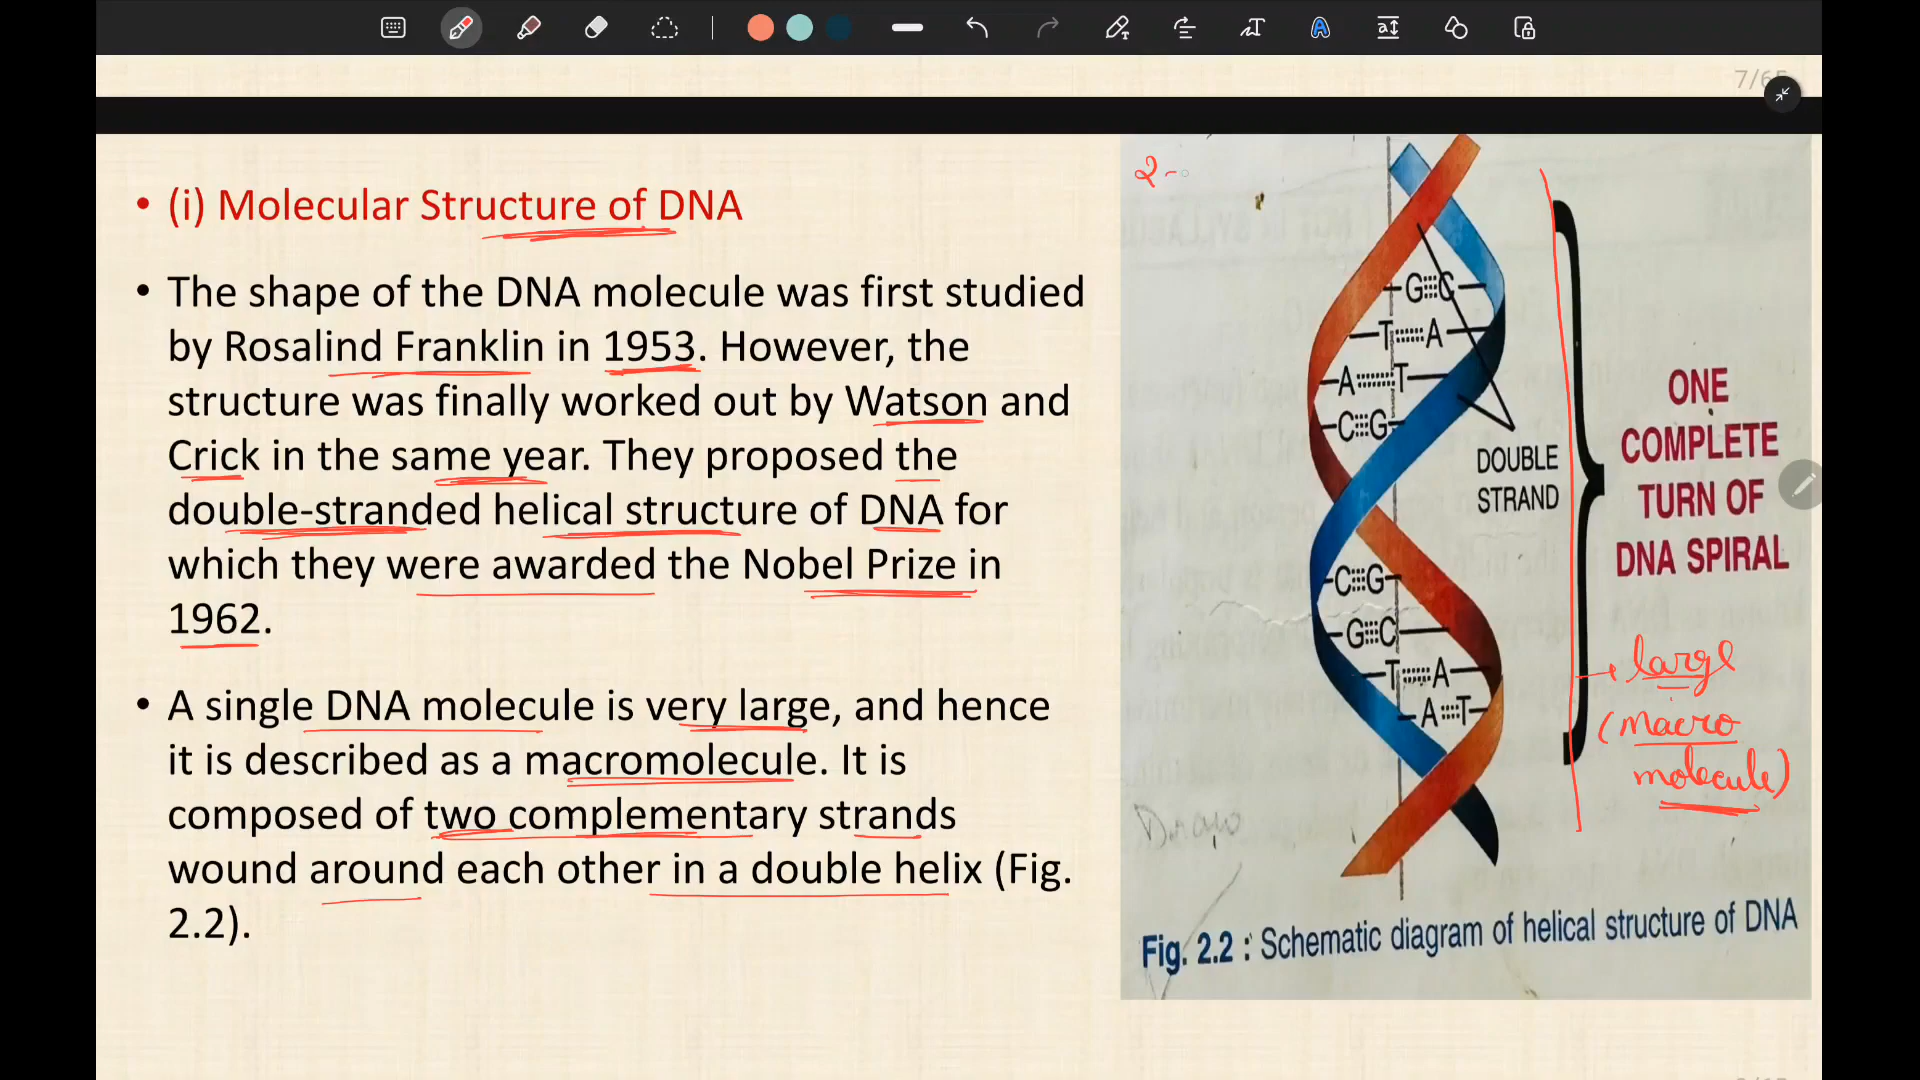 7/65
• (i) Molecular Structure of DNA
• The shape of the DNA molecule was first studied
by Rosalind Franklin in 1953. However, the
structure was finally worked out by Watson and
Crick in the same year. They proposed the
double-stranded helical structure of DNA for
which they were awarded the Nobel Prize in
1962.
• A single DNA molecule is very large, and hence
it is described as a macromolecule. It is
composed of two complementary strands
wound around each other in a double helix (Fig.
2.2).
2-
G C
T A
A T
C G
DOUBLE
STRAND
C G
G C
T A
A T
ONE
COMPLETE
TURN OF
DNA SPIRAL
→ large
(macro
molecule)
Draw
Fig. 2.2 : Schematic diagram of helical structure of DNA